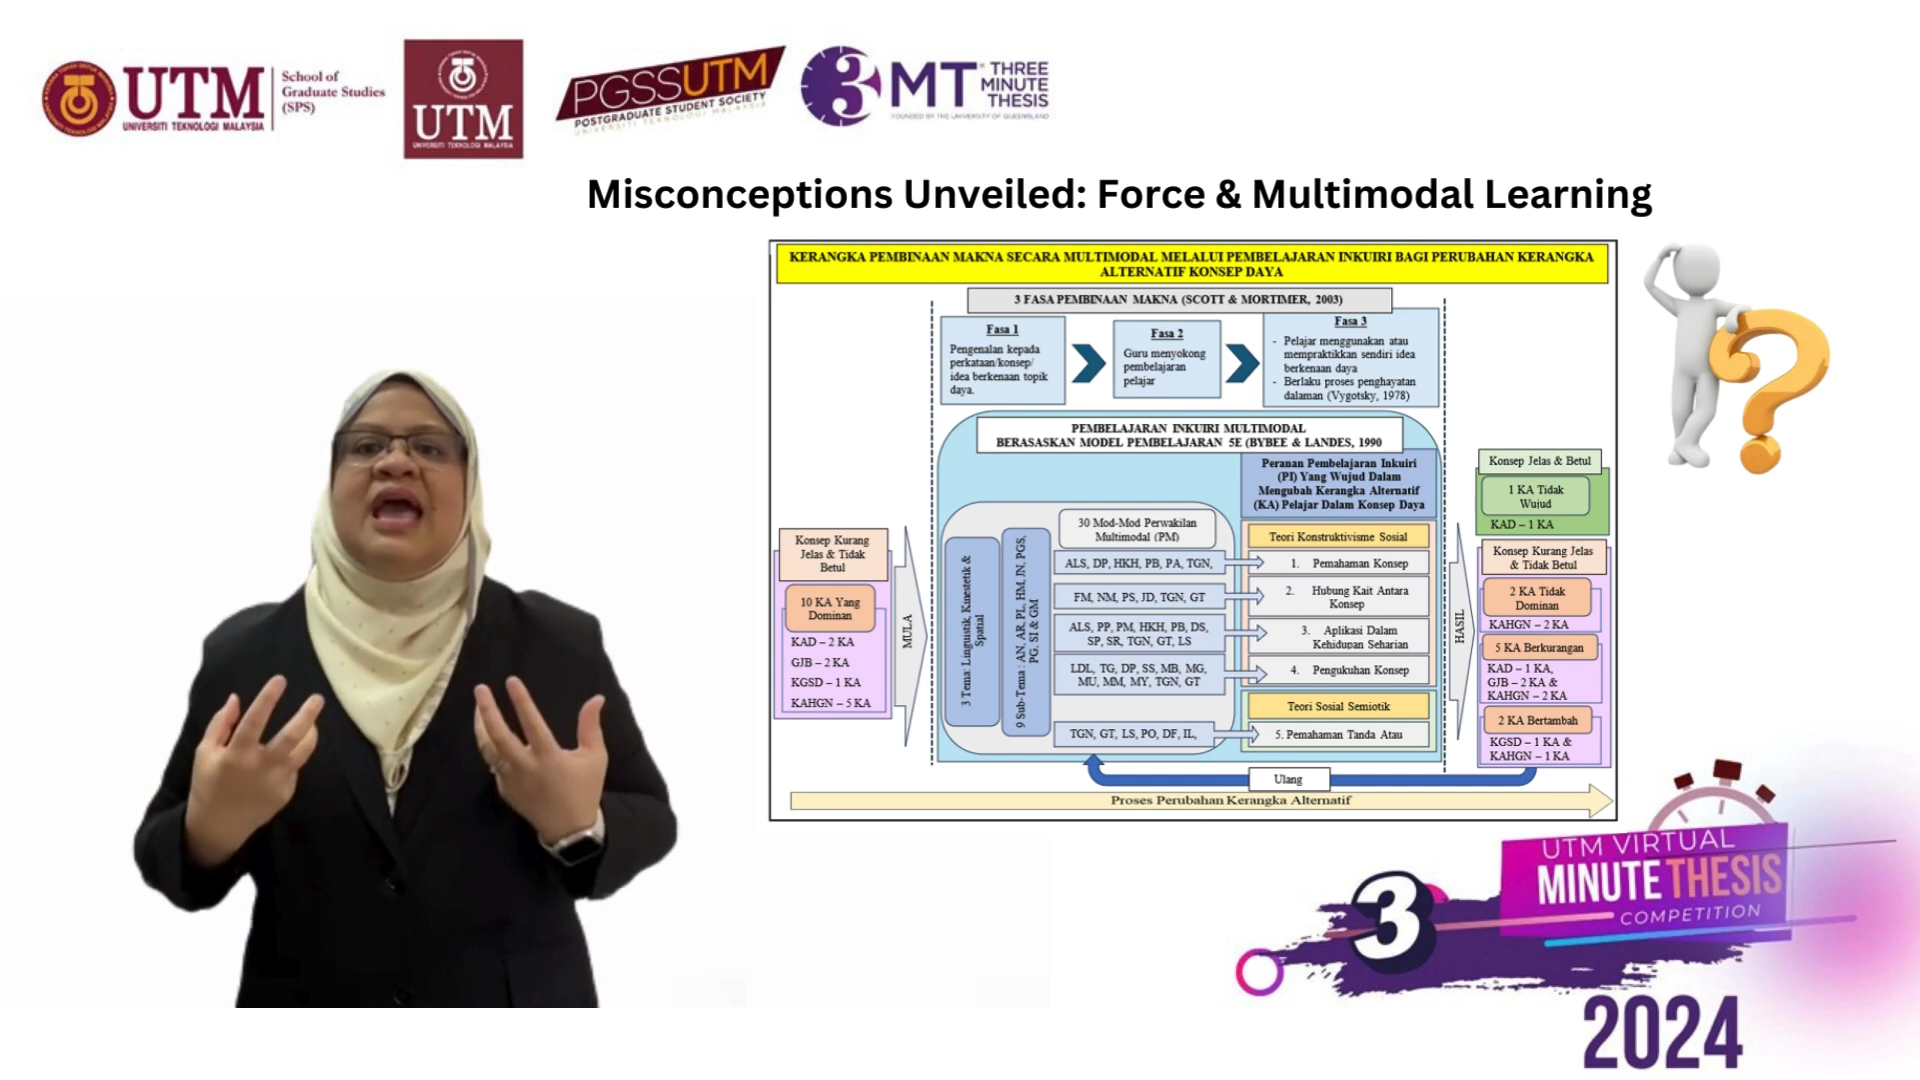 UTM
UNIVERSITI TEKNOLOGI MALAYSIA
School of
Graduate Studies
(SPS)
UTM
UNIVERSITI TEKNOLOGI MALAYSIA
PGSSUTM
POSTGRADUATE STUDENT SOCIETY
UNIVERSITI TEKNOLOGI MALAYSIA
3MT
THREE
MINUTE
THESIS
FOUNDED BY THE UNIVERSITY OF QUEENSLAND
Misconceptions Unveiled: Force & Multimodal Learning
KERANGKA PEMBINAAN MAKNA SECARA MULTIMODAL MELALUI PEMBELAJARAN INKUIRI BAGI PERUBAHAN KERANGKA
ALTERNATIF KONSEP DAYA
3 FASA PEMBINAAN MAKNA (SCOTT & MORTIMER, 2003)
Fasa 1
Pengenalan kepada
perkataan/konsep/
idea berkenaan topik
daya.
Fasa 2
Guru menyokong
pembelajaran
pelajar
Fasa 3
- Pelajar menggunakan atau
mempraktikkan sendiri idea
berkenaan daya
- Berlaku proses penghayatan
dalaman (Vygotsky, 1978)
PEMBELAJARAN INKUIRI MULTIMODAL
BERASASKAN MODEL PEMBELAJARAN 5E (BYBEE & LANDES, 1990
Konsep Kurang
Jelas & Tidak
Betul
10 KA Yang
Dominan
KAD – 2 KA
GJB – 2 KA
KGSD – 1 KA
KAHGN – 5 KA
MULA
3 Tema: Linguistik, Kinestetik &
Spatial
9 Sub-Tema : AN, AR, PL, HM, JN, PGS,
PG, SI & GM
30 Mod-Mod Perwakilan
Multimodal (PM)
ALS, DP, HKH, PB, PA, TGN,
FM, NM, PS, JD, TGN, GT
ALS, PP, PM, HKH, PB, DS,
SP, SR, TGN, GT, LS
LDL, TG, DP, SS, MB, MG,
MU, MM, MY, TGN, GT
TGN, GT, LS, PO, DF, IL,
Peranan Pembelajaran Inkuiri
(PI) Yang Wujud Dalam
Mengubah Kerangka Alternatif
(KA) Pelajar Dalam Konsep Daya
Teori Konstruktivisme Sosial
1. Pemahaman Konsep
2. Hubung Kait Antara
Konsep
3. Aplikasi Dalam
Kehidupan Seharian
4. Pengukuhan Konsep
Teori Sosial Semiotik
5. Pemahaman Tanda Atau
HASIL
Konsep Jelas & Betul
1 KA Tidak
Wujud
KAD – 1 KA
Konsep Kurang Jelas
& Tidak Betul
2 KA Tidak
Dominan
KAHGN – 2 KA
5 KA Berkurangan
KAD – 1 KA,
GJB – 2 KA &
KAHGN – 2 KA
2 KA Bertambah
KGSD – 1 KA &
KAHGN – 1 KA
Ulang
Proses Perubahan Kerangka Alternatif
UTM VIRTUAL
3 MINUTE THESIS
COMPETITION
2024